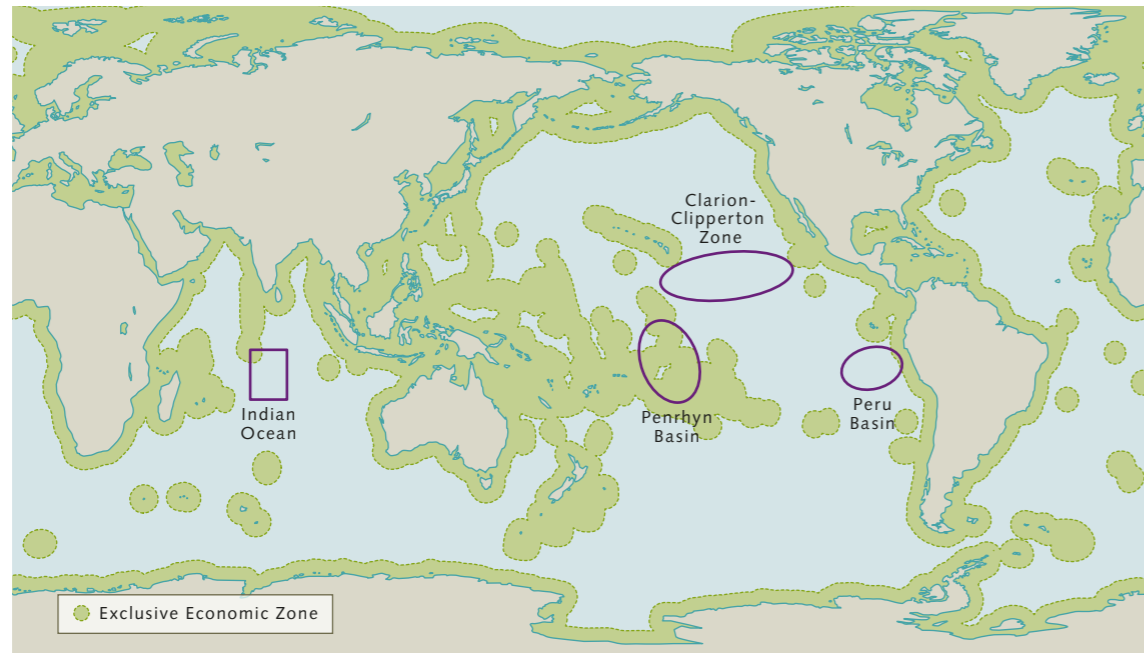 Clarion-
Clipperton
Zone
Indian
Ocean
Penrhyn
Basin
Peru
Basin
Exclusive Economic Zone